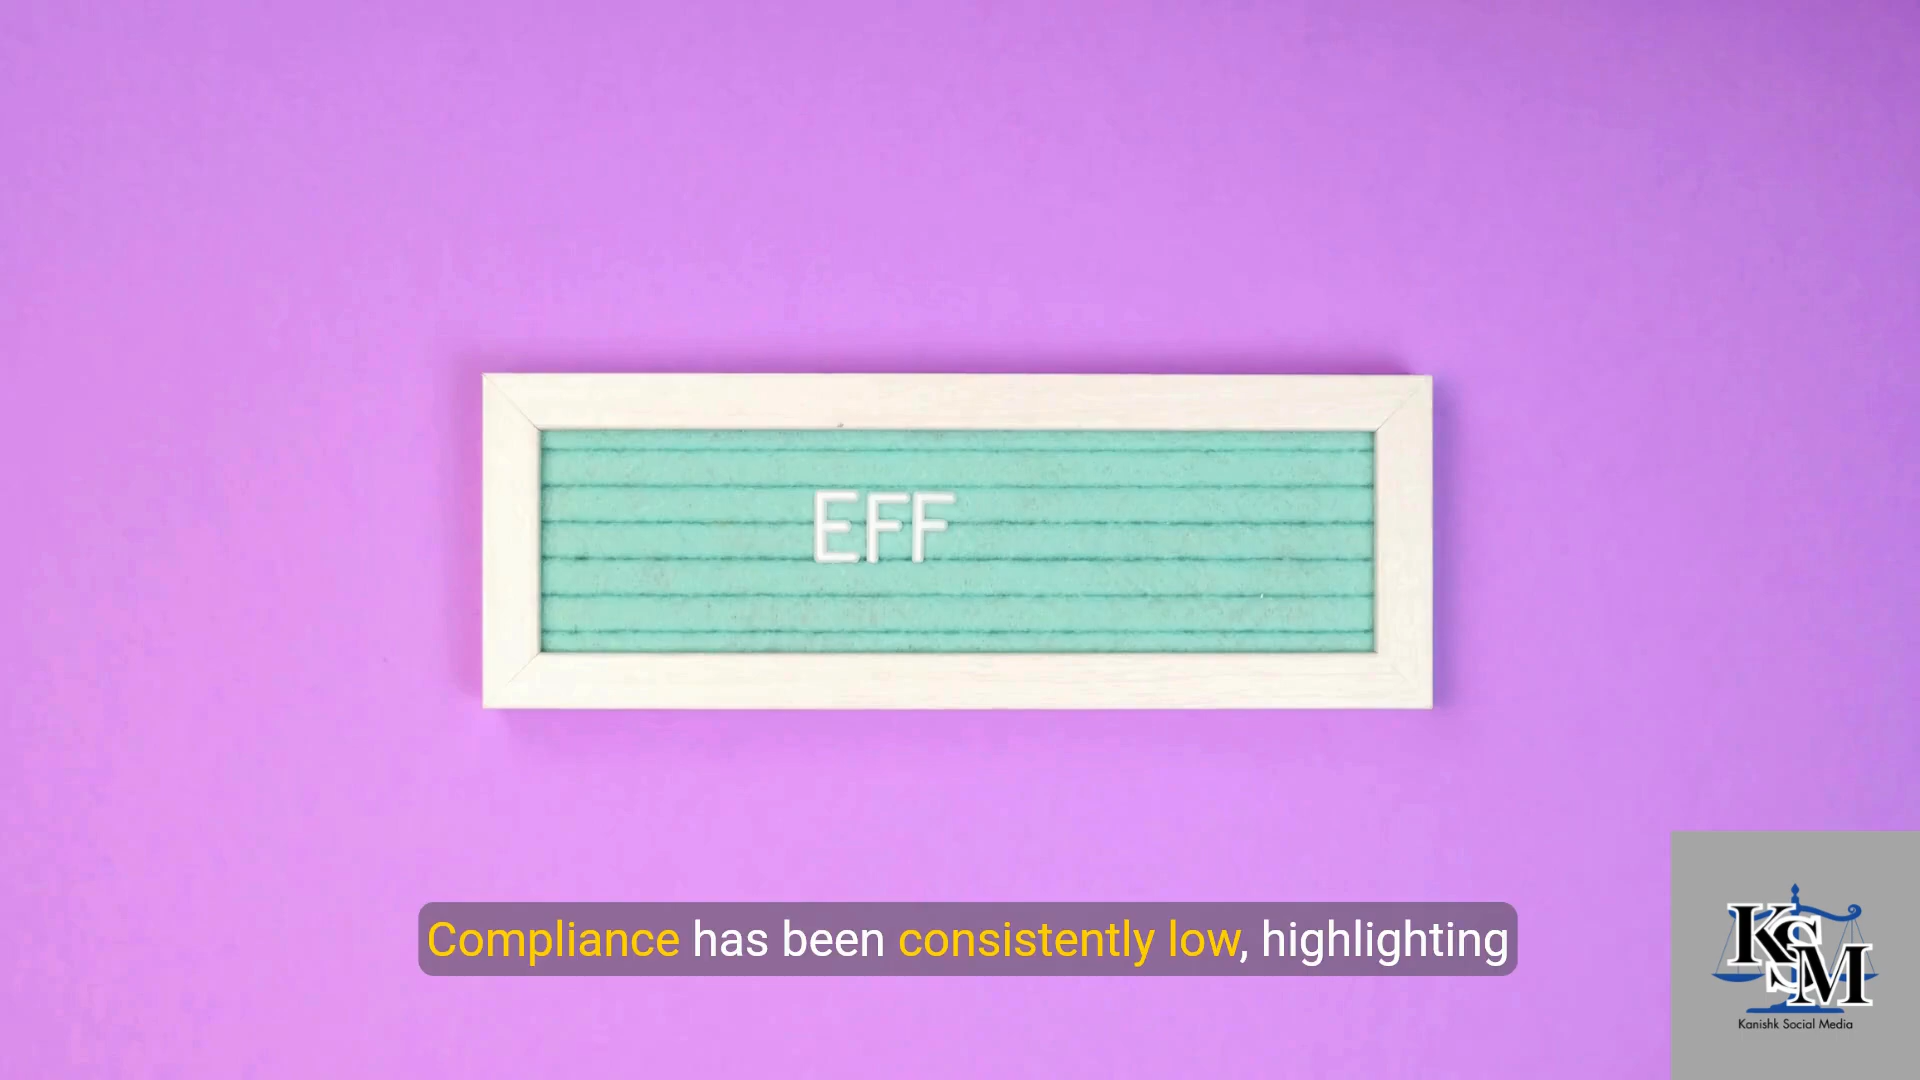 EFF
Compliance has been consistently low, highlighting
KSM
Kanishk Social Media